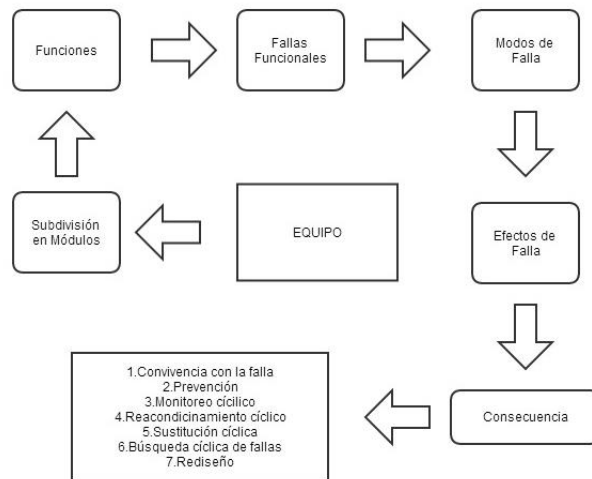 Funciones
Fallas
Funcionales
Modos de
Falla
Subdivisión
en Módulos
EQUIPO
Efectos de
Falla
1.Convivencia con la falla
2.Prevención
3.Monitoreo cícilico
4.Reacondicinamiento cíclico
5.Sustitución cíclica
6.Búsqueda cíclica de fallas
7.Rediseño
Consecuencia